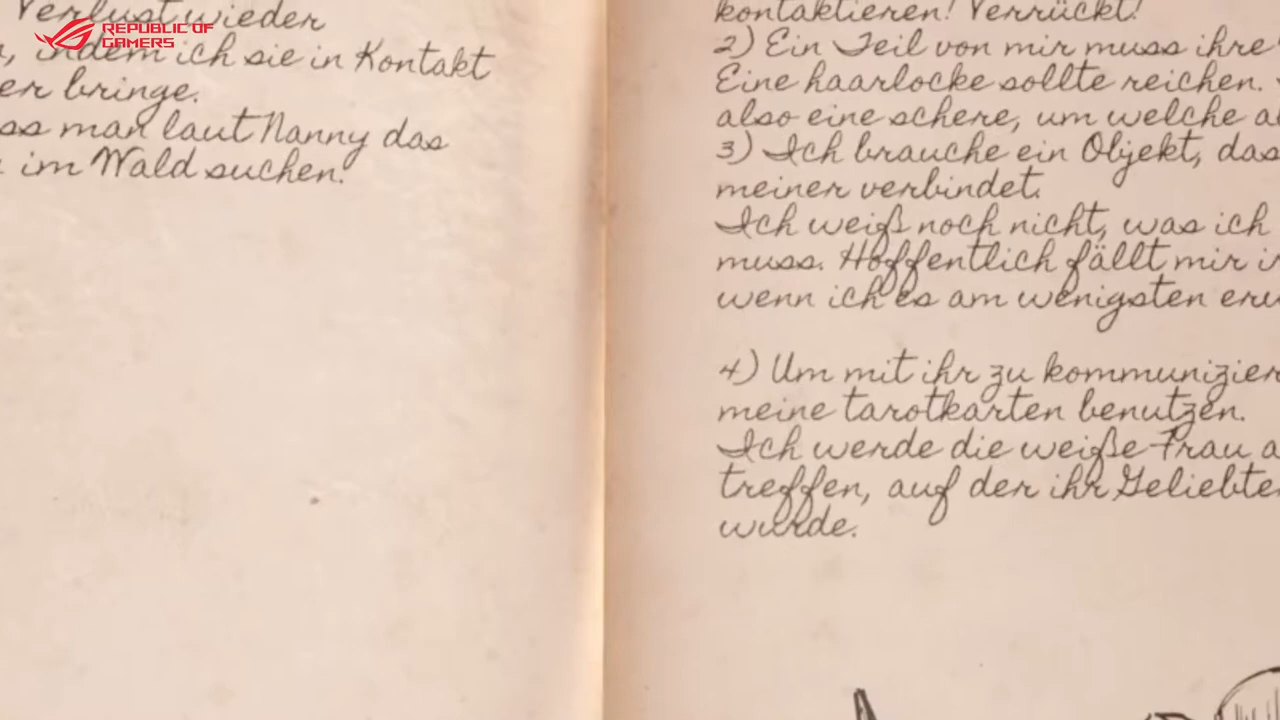 Verlust wieder
REPUBLIC OF
GAMERS
indem ich sie in Kontakt
er bringe.
ss man laut Nanny das
im Wald suchen.
kontaktieren! Verrückt!
2) Ein Teil von mir muss ihre
Eine haarlocke sollte reichen.
also eine schere, um welche a
3) Ich brauche ein Objekt, das
meiner verbindet.
Ich weiß noch nicht, was ich
muss. Hoffentlich fällt mir
wenn ich es am wenigsten
4) Um mit ihr zu kommunizier
meine tarotkarten benutzen.
Ich werde die weiße Frau a
treffen, auf der ihr Geliebte
wurde.